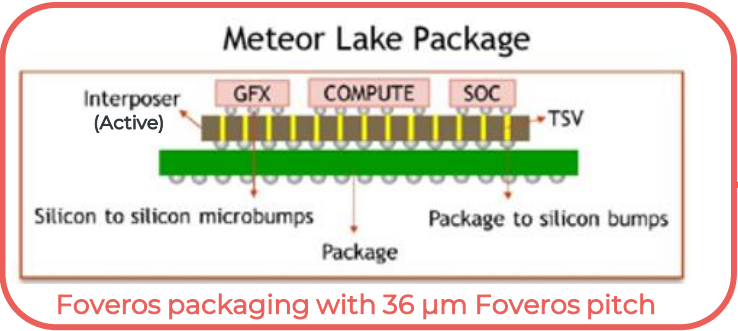 Meteor Lake Package
GFX
COMPUTE
SOC
Interposer
(Active)
TSV
Silicon to silicon microbumps
Package to silicon bumps
Package
Foveros packaging with 36 μm Foveros pitch